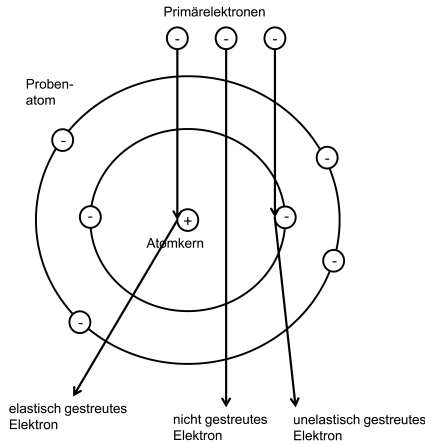 Primärelektronen
- - -
Proben-
atom
-
-
- + -
Atomkern
-
-
elastisch gestreutes
Elektron
nicht gestreutes
Elektron
unelastisch gestreutes
Elektron